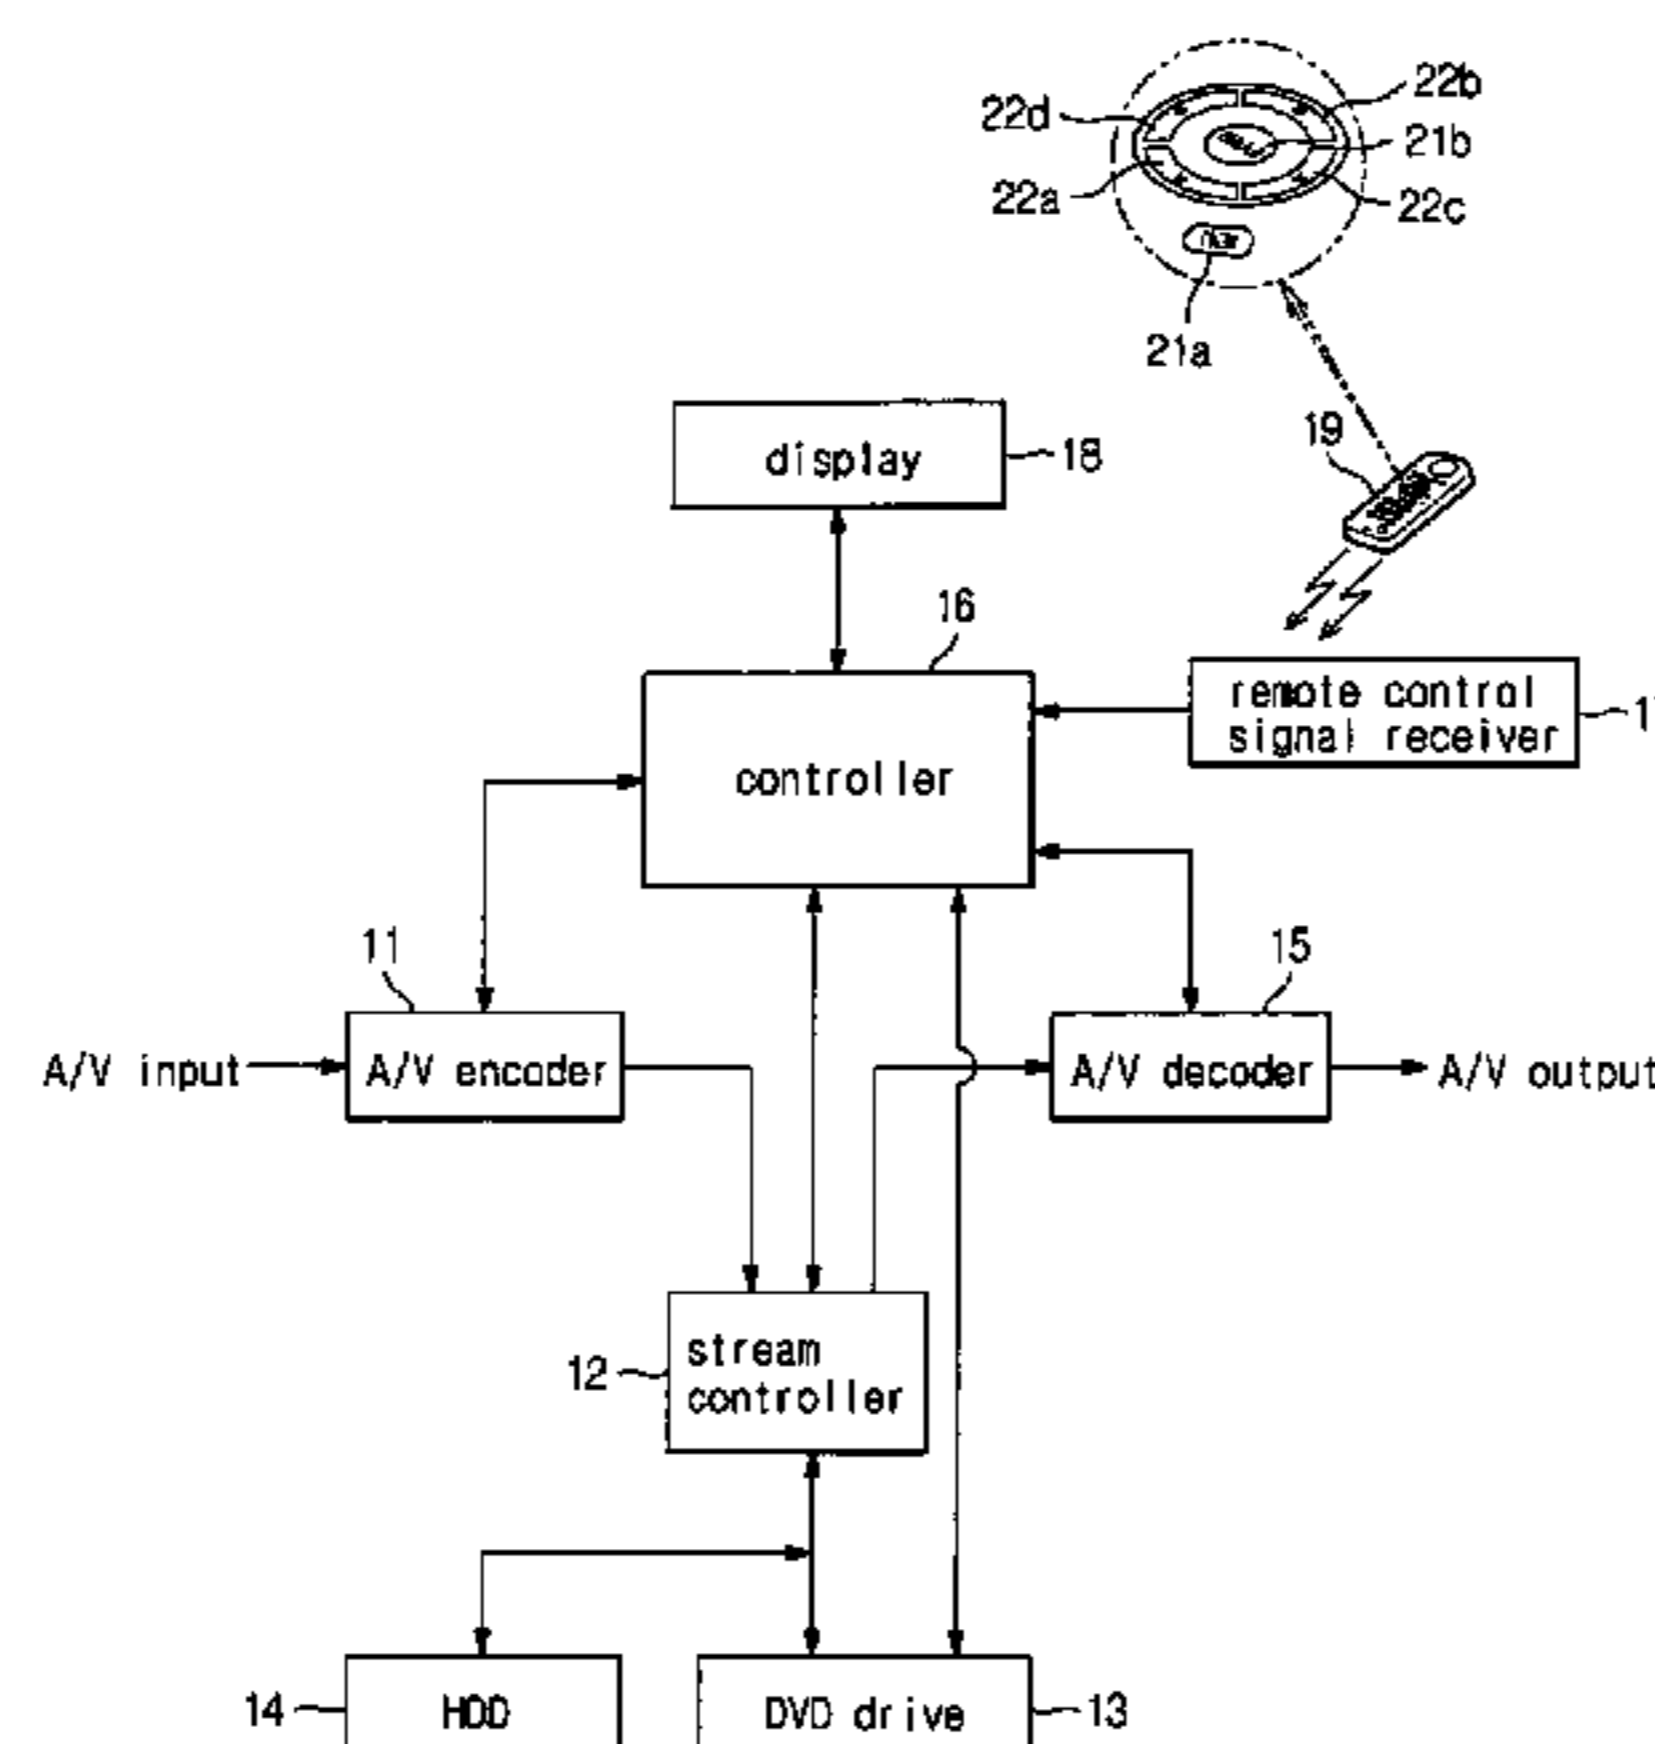 22b
22d
21b
22a
22c
21a
19
display
18
16
remote control
signal receiver
controller
11
15
A/V input
A/V encoder
A/V decoder
A/V output
stream
controller
12
14
HDD
DVD drive
13